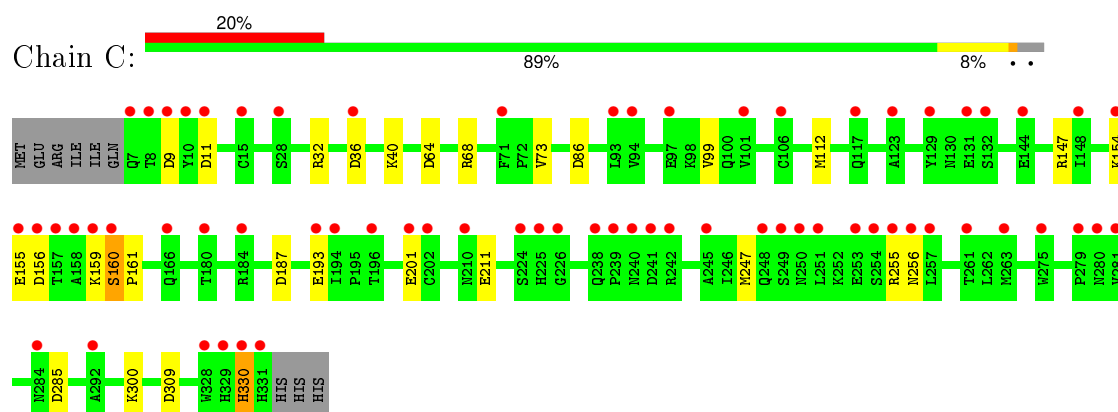 20%
Chain C:
89% 8% • •
MET GLU ARG ILE ILE GLN Q7 T8 D9 Y10 D11 C15 S28 R32 D36 K40 D64 R68 F71 P72 V73 D86 L93 V94 E97 K98 V99 Q100 V101 C106 M112 Q117 A123 Y129 N130 E131 S132 E144 R147 I148 K154
E155 D156 T157 A158 K159 S160 P161 Q166 T180 R184 D187 E193 I194 P195 T196 E201 C202 N210 E211 S224 H225 G226 Q238 P239 N240 D241 R242 A245 I246 M247 Q248 S249 N250 L251 K252 E253 S254 R255 N256 L257 T261 L262 M263 W275 P279 N280 V281
N284 D285 A292 K300 D309 W328 H329 H330 H331 HIS HIS HIS